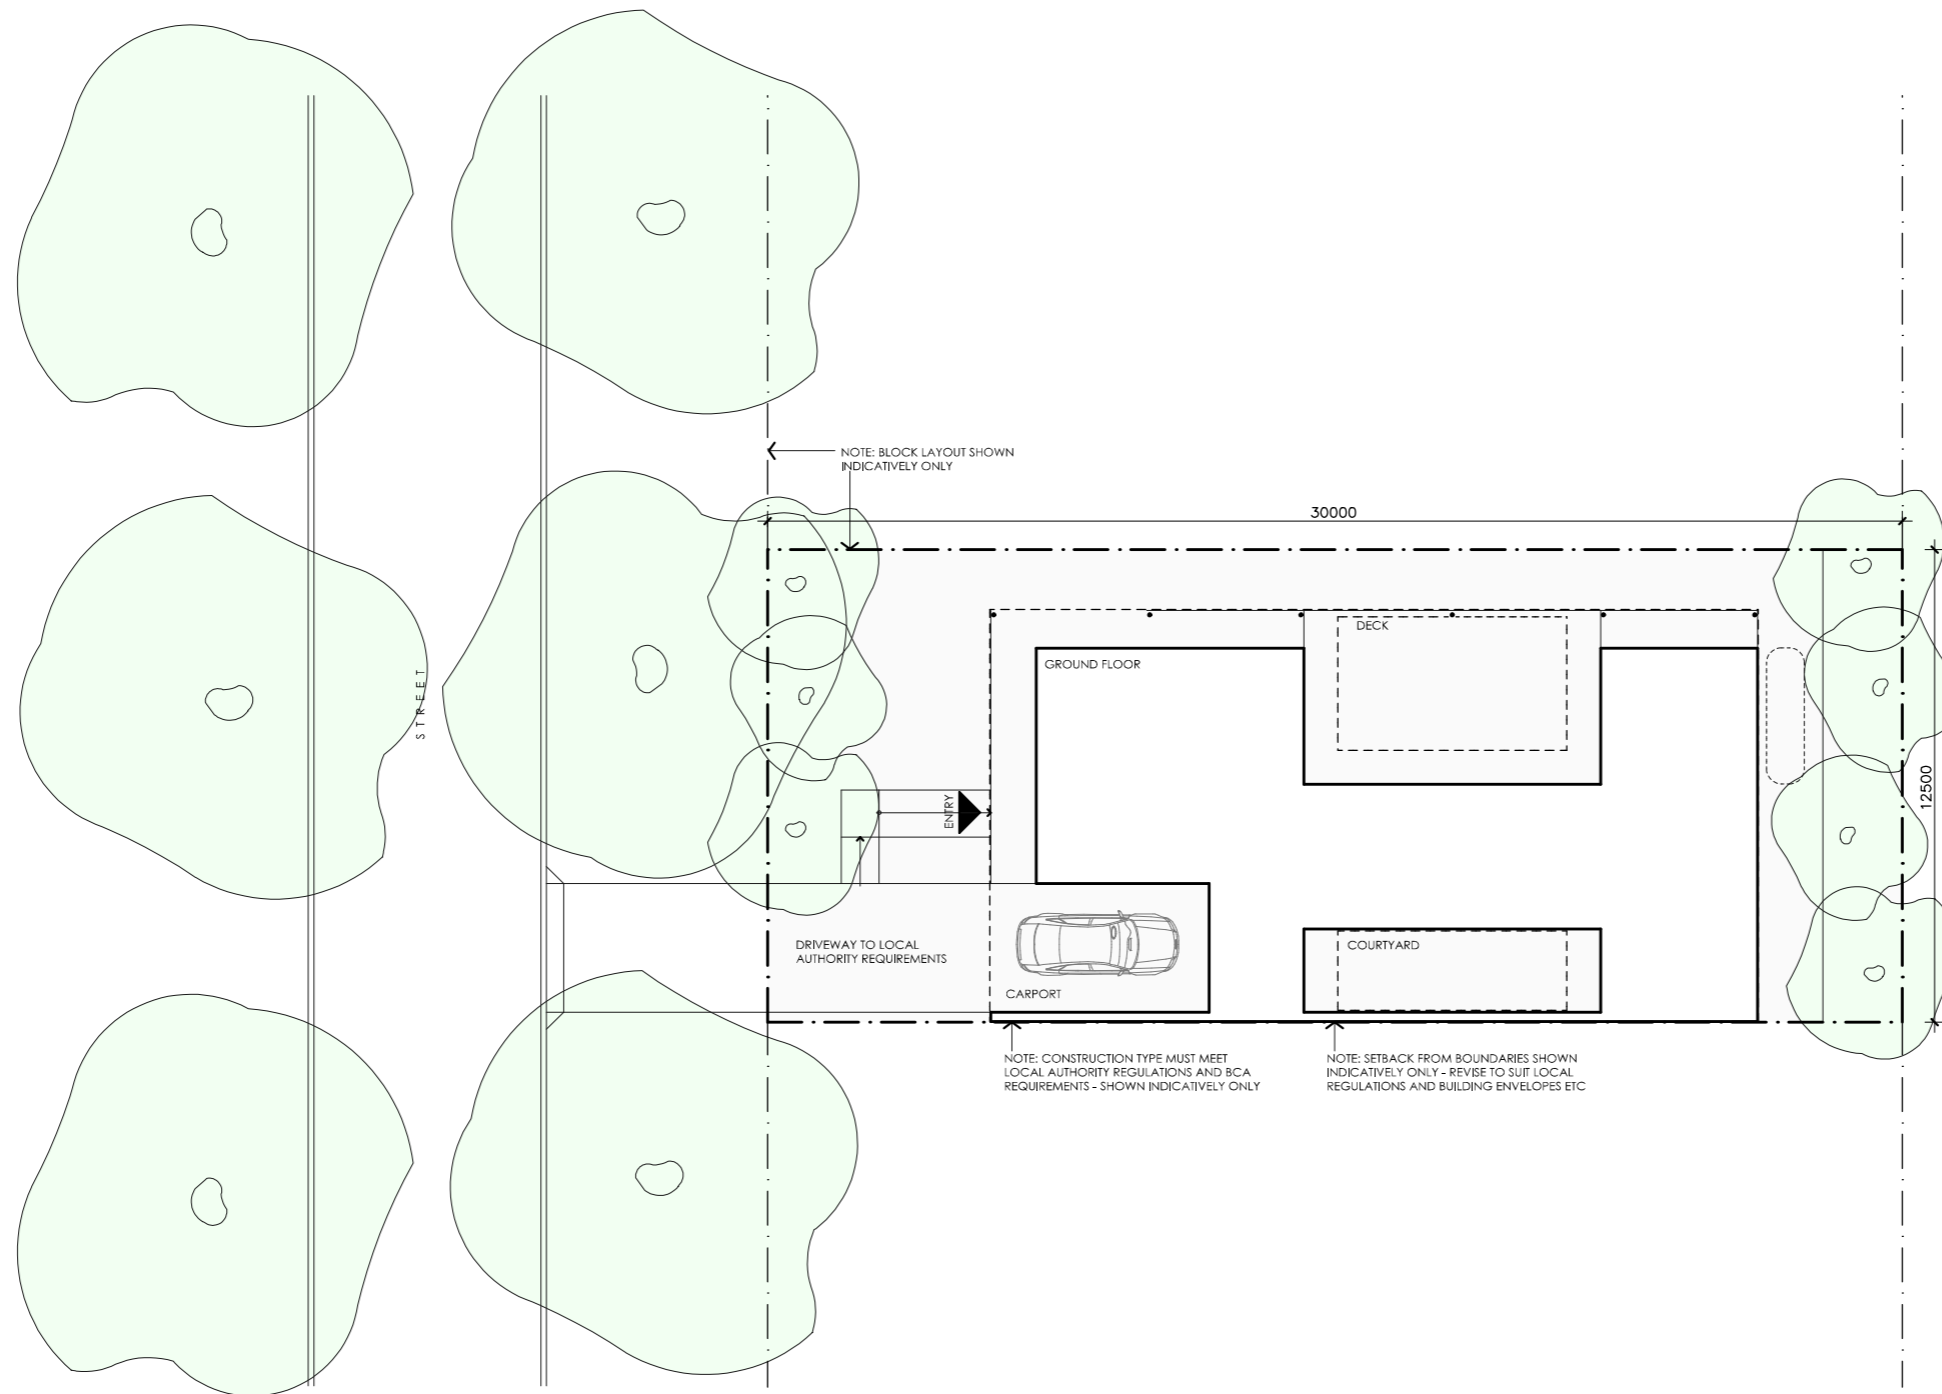 NOTE: BLOCK LAYOUT SHOWN
INDICATIVELY ONLY
30000
DECK
GROUND FLOOR
STREET
12500
ENTRY
DRIVEWAY TO LOCAL
AUTHORITY REQUIREMENTS
COURTYARD
CARPORT
NOTE: CONSTRUCTION TYPE MUST MEET
LOCAL AUTHORITY REGULATIONS AND BCA
REQUIREMENTS - SHOWN INDICATIVELY ONLY
NOTE: SETBACK FROM BOUNDARIES SHOWN
INDICATIVELY ONLY - REVISE TO SUIT LOCAL
REGULATIONS AND BUILDING ENVELOPES ETC